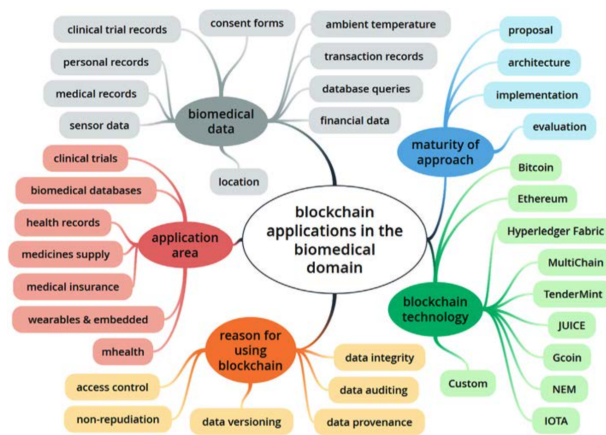 clinical trial records
consent forms
ambient temperature
personal records
transaction records
medical records
database queries
sensor data
financial data
biomedical
data
location
proposal
architecture
implementation
evaluation
maturity of
approach
clinical trials
biomedical databases
health records
medicines supply
medical insurance
wearables & embedded
mhealth
application
area
blockchain
applications in the
biomedical
domain
Bitcoin
Ethereum
Hyperledger Fabric
MultiChain
TenderMint
JUICE
Gcoin
NEM
IOTA
Custom
blockchain
technology
reason for
using
blockchain
access control
non-repudiation
data versioning
data integrity
data auditing
data provenance